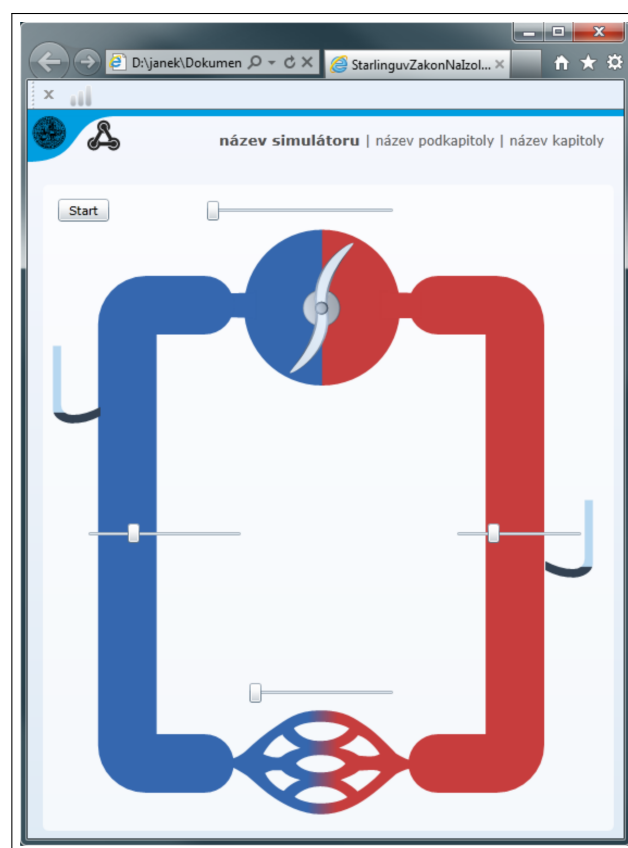 D:\janek\Dokumen
StarlinguvZakonNaIzol...
název simulátoru | název podkapitoly | název kapitoly
Start